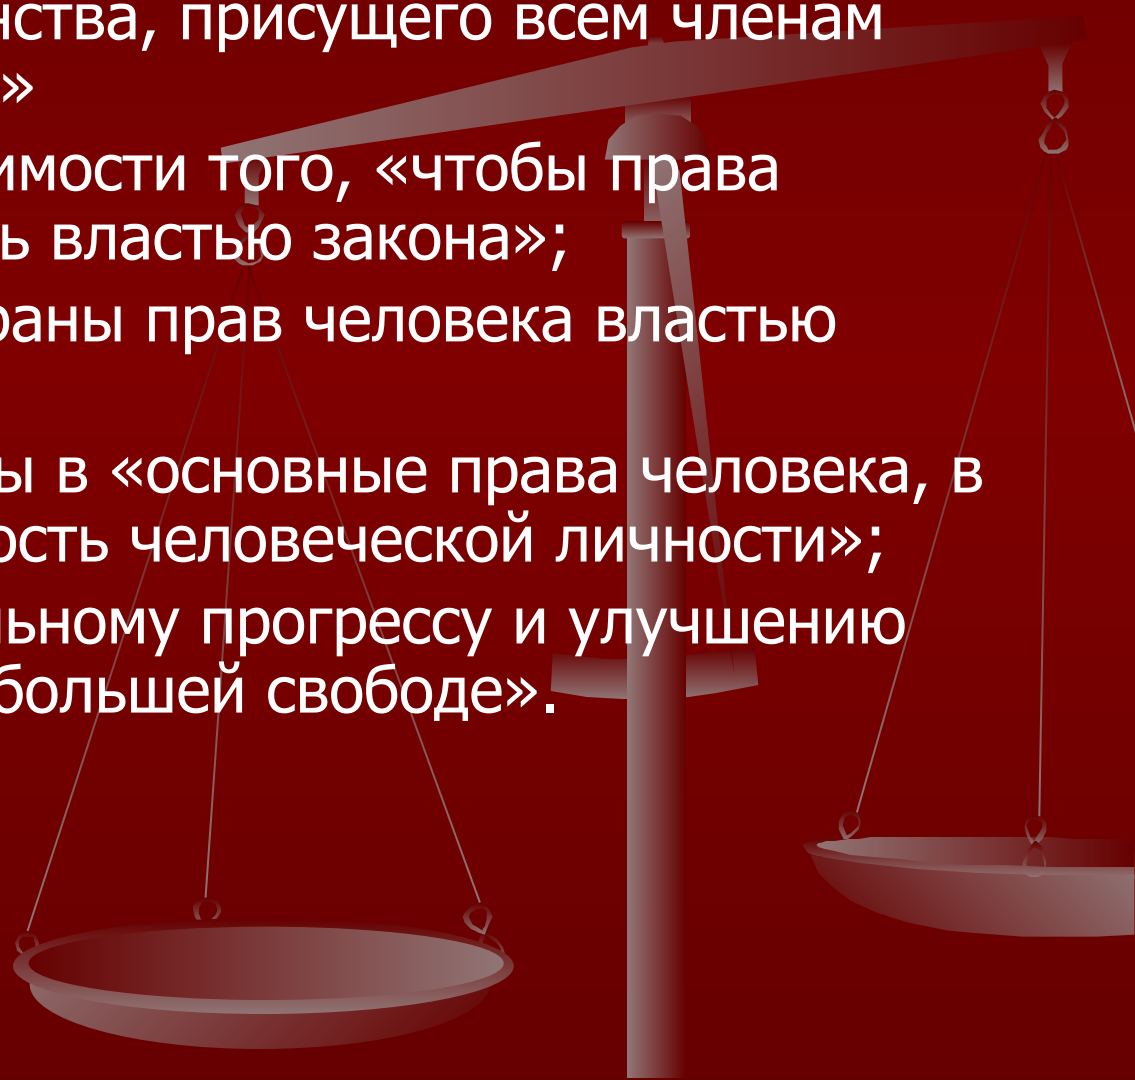 нства, присущего всем членам
»
имости того, «чтобы права
ь властью закона»;
раны прав человека властью
ы в «основные права человека, в
ость человеческой личности»;
льному прогрессу и улучшению
большей свободе».